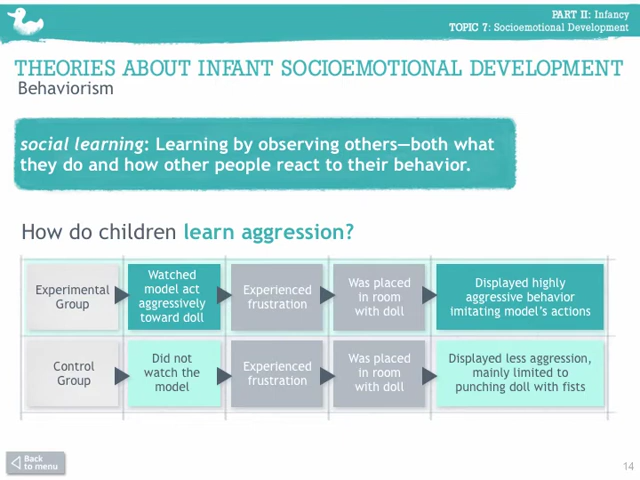 PART II: Infancy
TOPIC 7: Socioemotional Development
THEORIES ABOUT INFANT SOCIOEMOTIONAL DEVELOPMENT
Behaviorism
social learning: Learning by observing others—both what
they do and how other people react to their behavior.
How do children learn aggression?
Experimental
Group
Watched
model act
aggressively
toward doll
Experienced
frustration
Was placed
in room
with doll
Displayed highly
aggressive behavior
imitating model's actions
Control
Group
Did not
watch the
model
Experienced
frustration
Was placed
in room
with doll
Displayed less aggression,
mainly limited to
punching doll with fists
Back
to menu
14